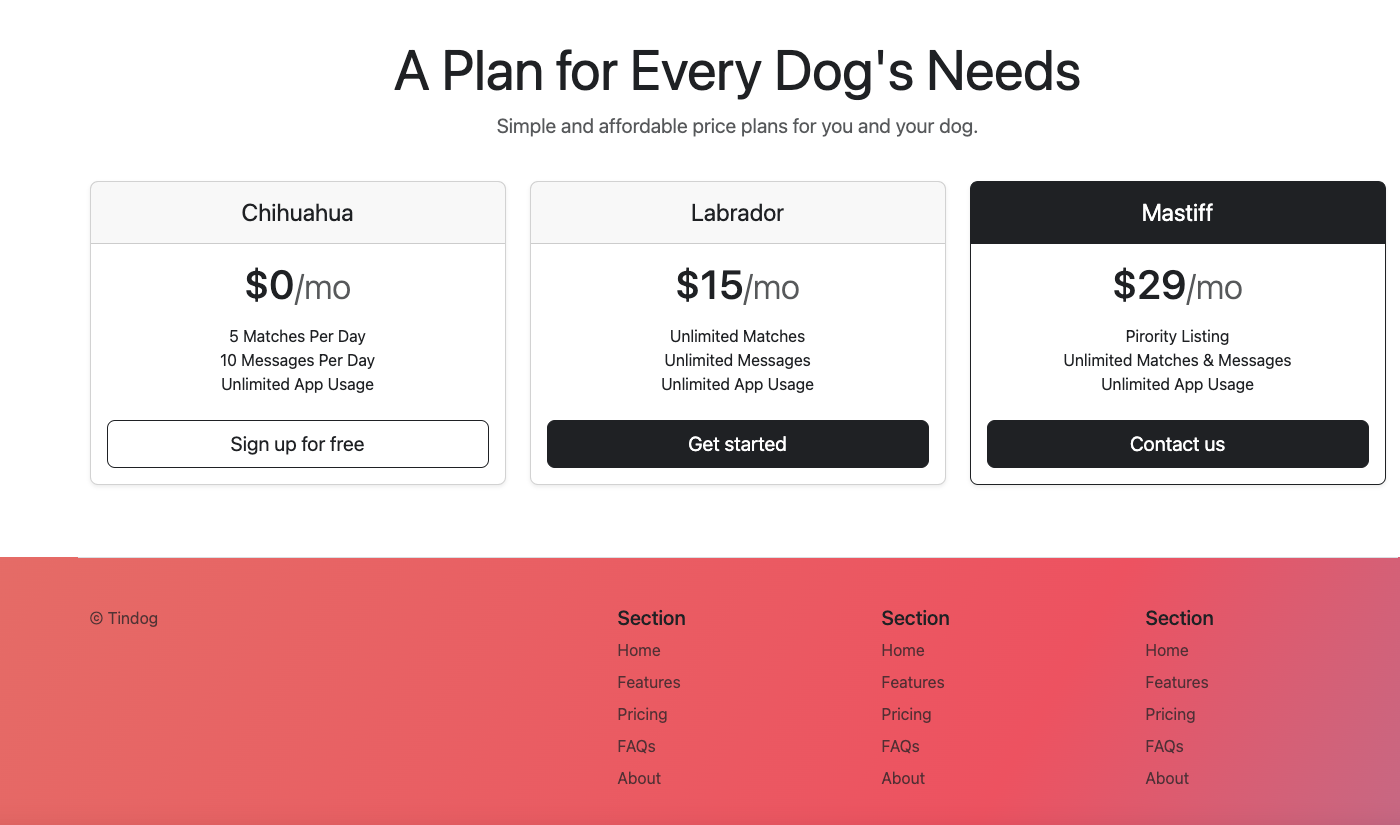 A Plan for Every Dog's Needs
Simple and affordable price plans for you and your dog.
Chihuahua
$0/mo
5 Matches Per Day
10 Messages Per Day
Unlimited App Usage
Sign up for free
Labrador
$15/mo
Unlimited Matches
Unlimited Messages
Unlimited App Usage
Get started
Mastiff
$29/mo
Pirority Listing
Unlimited Matches & Messages
Unlimited App Usage
Contact us
© Tindog
Section
Home
Features
Pricing
FAQs
About
Section
Home
Features
Pricing
FAQs
About
Section
Home
Features
Pricing
FAQs
About